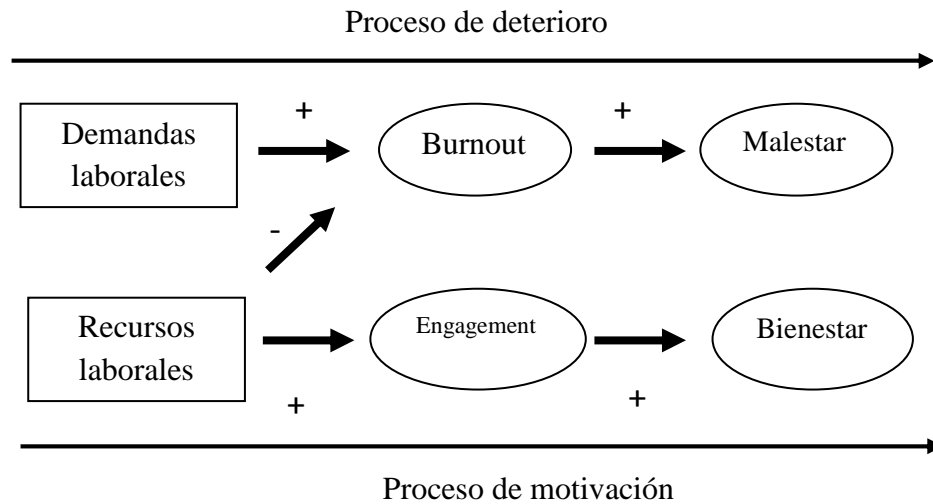 Proceso de deterioro
+
+
Demandas
laborales
Burnout
Malestar
-
Recursos
laborales
Engagement
Bienestar
+
+
Proceso de motivación